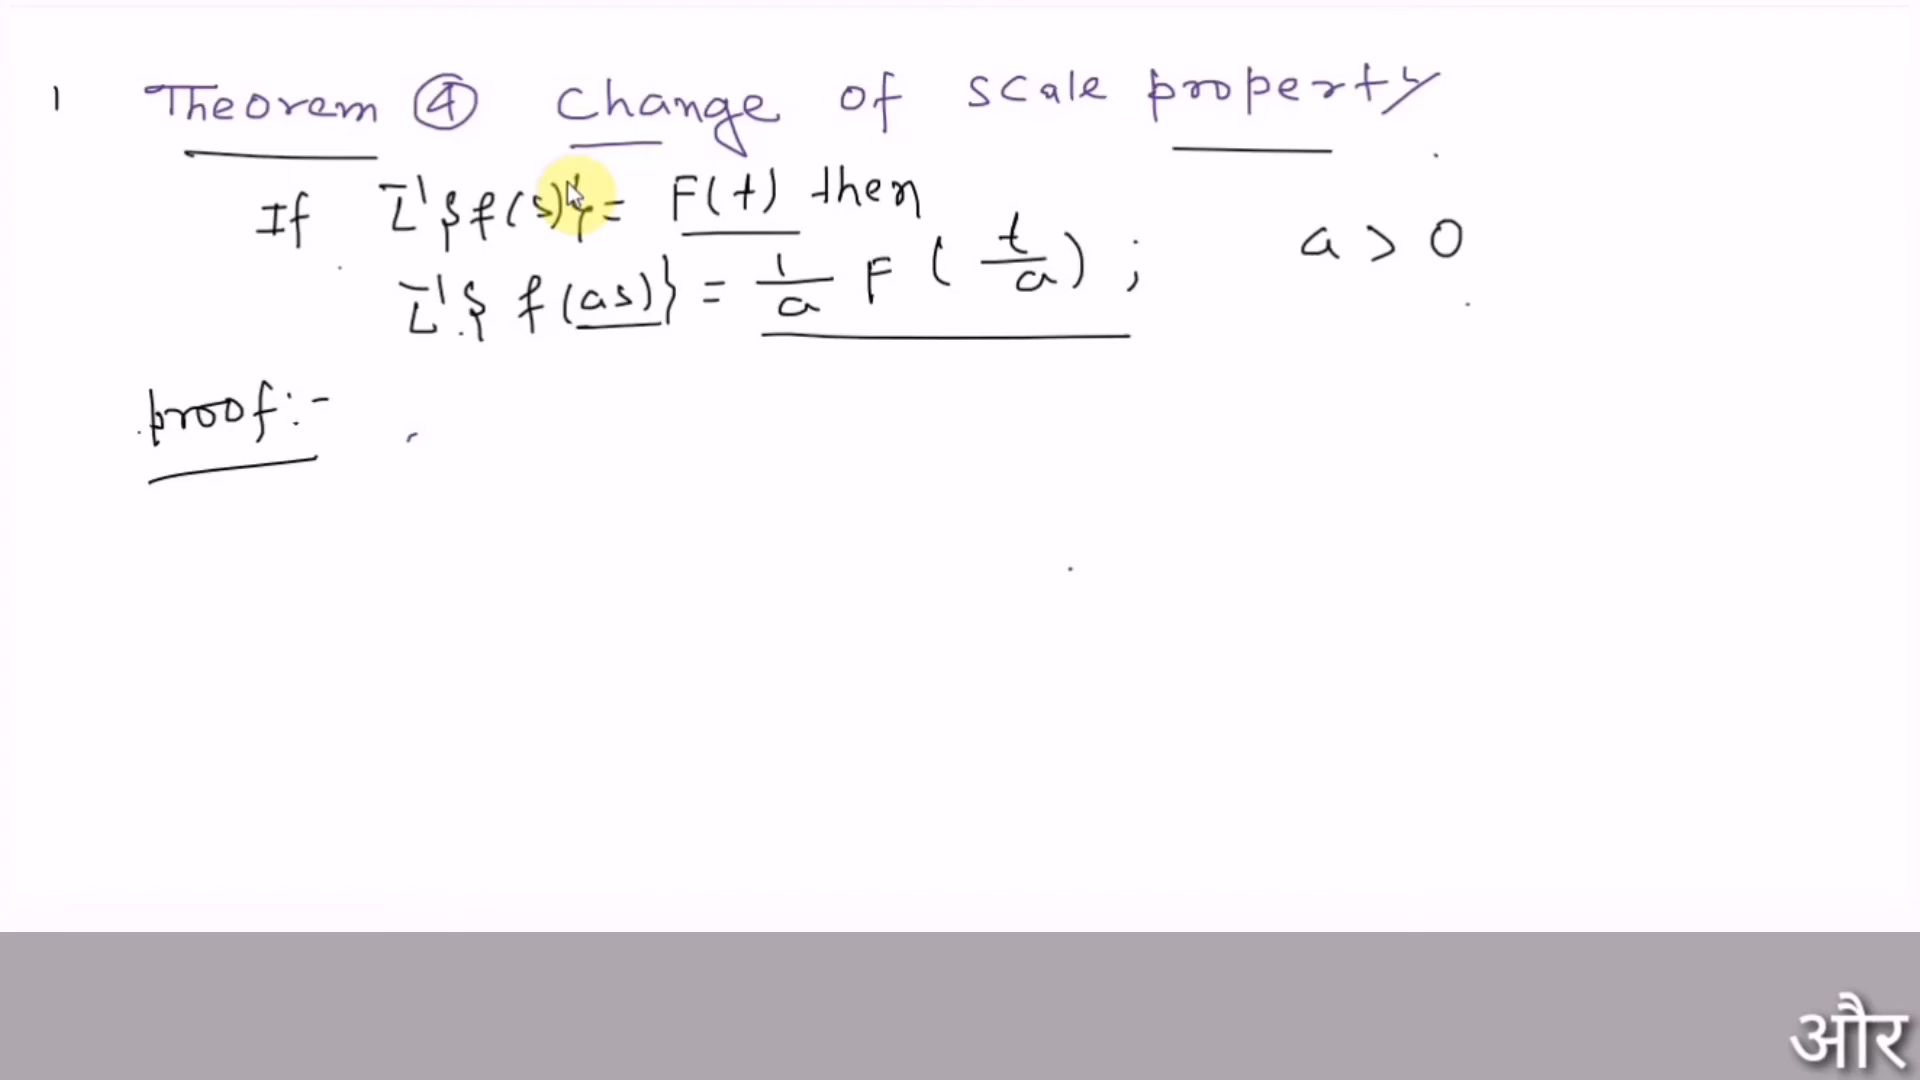 1 Theorem ④ Change of scale property
If L⁻¹{f(s)} = F(t) then
L⁻¹{f(as)} = 1/a F(t/a) ; a > 0
proof:-
और